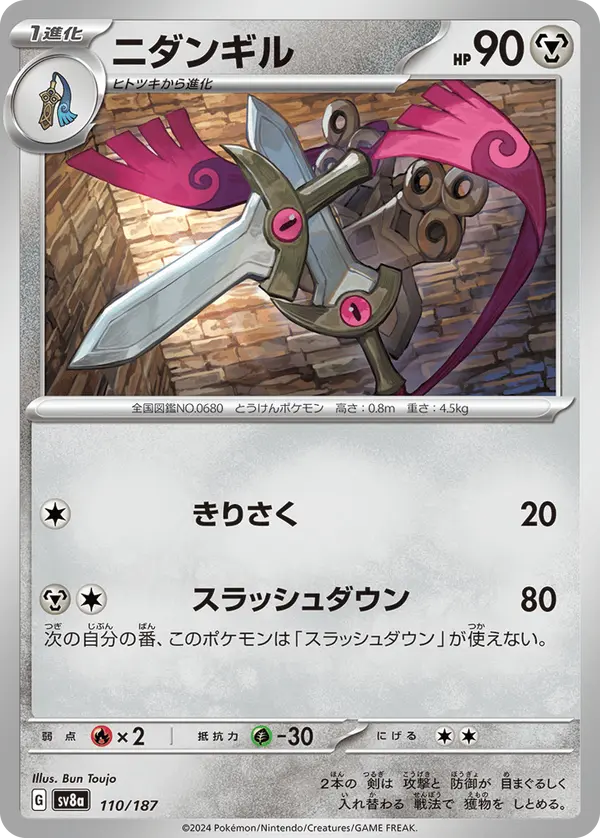 1進化
ニダンギル
HP 90
ヒトツキから進化
全国図鑑NO.0680 とうけんポケモン 高さ:0.8m 重さ:4.5kg
きりさく 20
スラッシュダウン 80
次の自分の番、このポケモンは「スラッシュダウン」が使えない。
弱点 ×2 抵抗力 -30 にげる
Illus. Bun Toujo
2本の剣は攻撃と防御が目まぐるしく
入れ替わる戦法で獲物をしとめる。
G sv8a 110/187
©2024 Pokémon/Nintendo/Creatures/GAME FREAK.